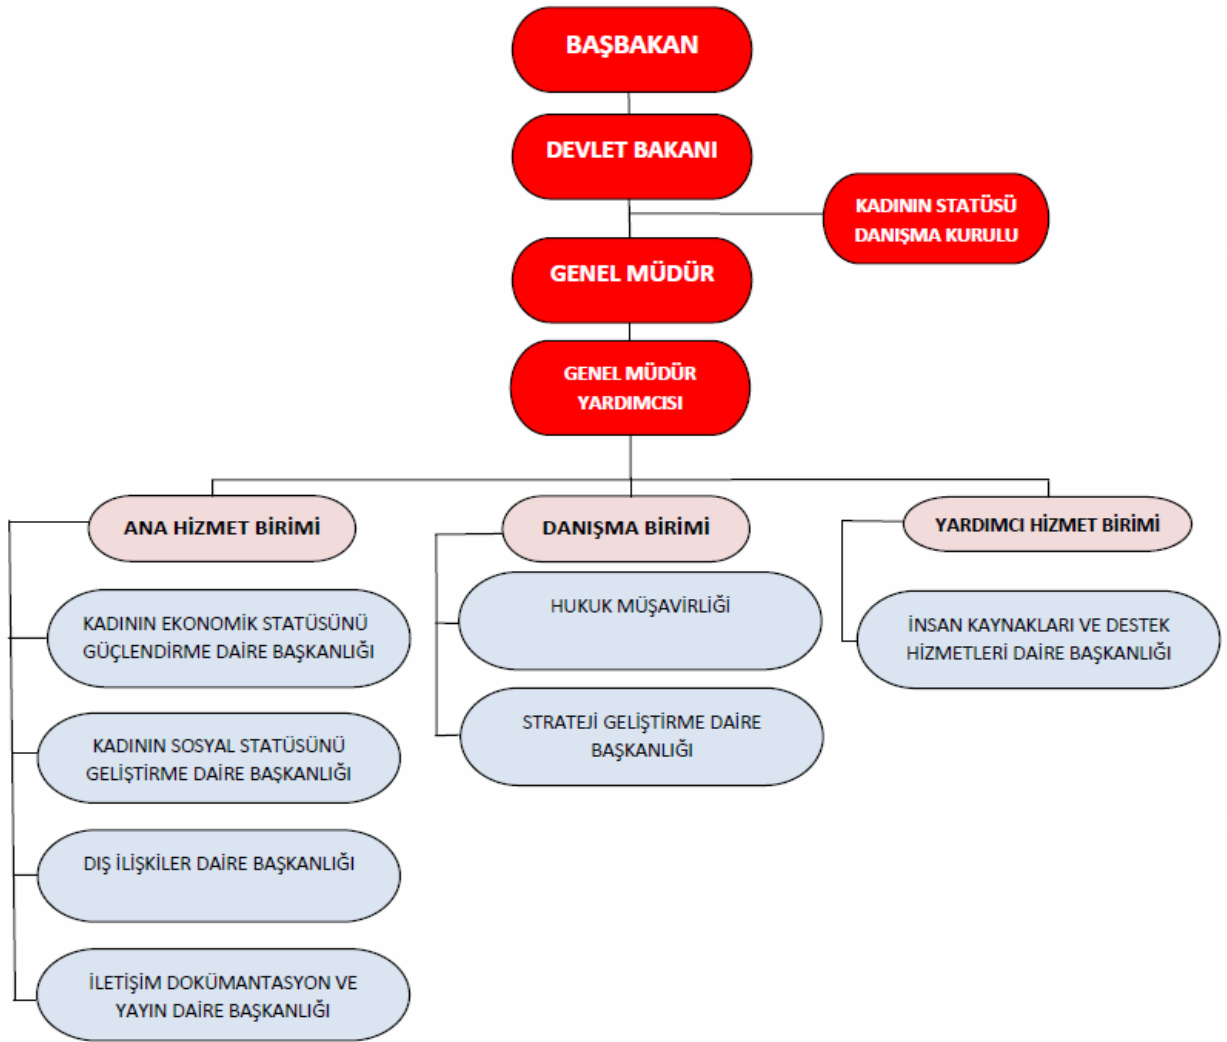 BAŞBAKAN
DEVLET BAKANI
KADININ STATÜSÜ
DANIŞMA KURULU
GENEL MÜDÜR
GENEL MÜDÜR
YARDIMCISI
ANA HİZMET BİRİMİ
KADININ EKONOMİK STATÜSÜNÜ
GÜÇLENDİRME DAİRE BAŞKANLIĞI
KADININ SOSYAL STATÜSÜNÜ
GELİŞTİRME DAİRE BAŞKANLIĞI
DIŞ İLİŞKİLER DAİRE BAŞKANLIĞI
İLETİŞİM DOKÜMANTASYON VE
YAYIN DAİRE BAŞKANLIĞI
DANIŞMA BİRİMİ
HUKUK MÜŞAVİRLİĞİ
STRATEJİ GELİŞTİRME DAİRE
BAŞKANLIĞI
YARDIMCI HİZMET BİRİMİ
İNSAN KAYNAKLARI VE DESTEK
HİZMETLERİ DAİRE BAŞKANLIĞI